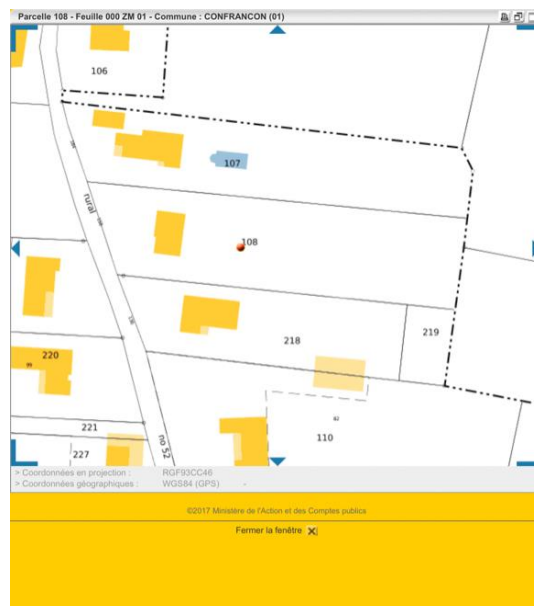 Parcelle 108 - Feuille 000 ZM 01 - Commune : CONFRANCON (01)
106
107
rural
108
218
219
220
221
110
227
no 52
> Coordonnées en projection : RGF93CC46
> Coordonnées géographiques : WGS84 (GPS) -
©2017 Ministère de l'Action et des Comptes publics
Fermer la fenêtre